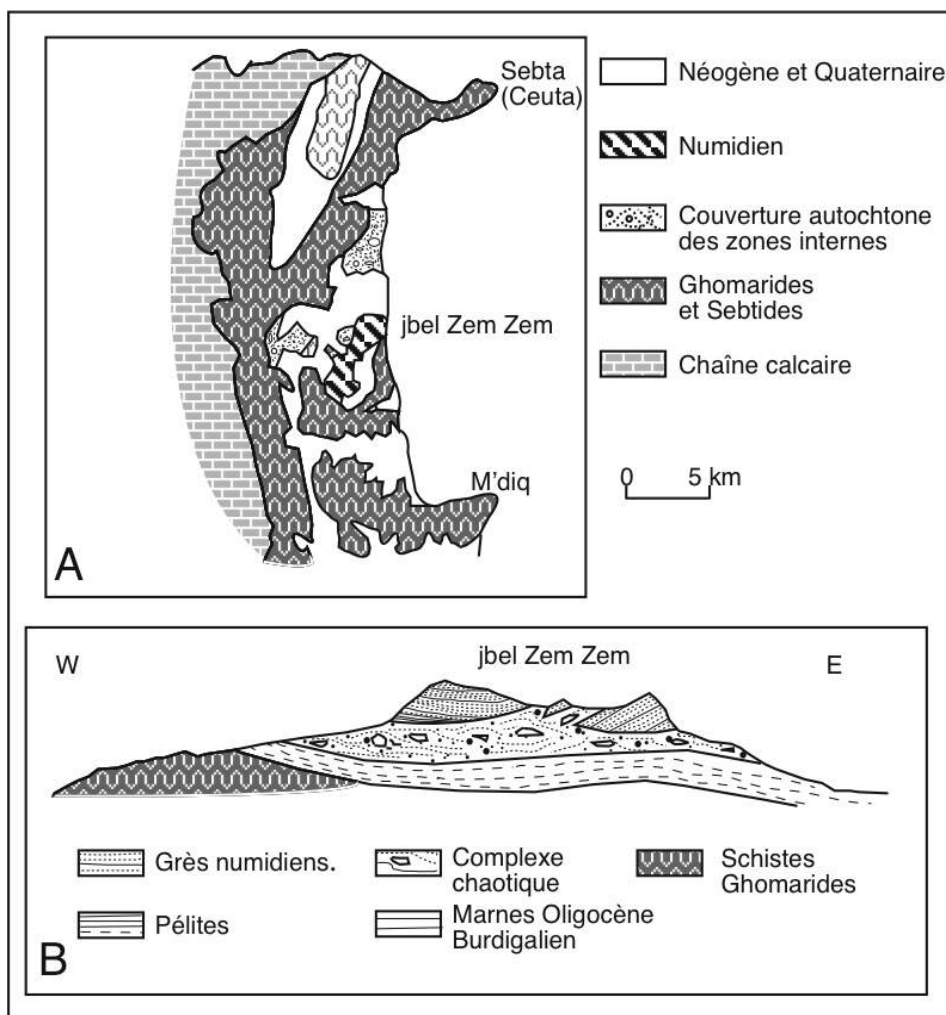 Sebta
(Ceuta)
jbel Zem Zem
M'diq
A
Néogène et Quaternaire
Numidien
Couverture autochtone
des zones internes
Ghomarides
et Sebtides
Chaîne calcaire
0 5 km
jbel Zem Zem
W
E
Grès numidiens.
Complexe
chaotique
Schistes
Ghomarides
Pélites
Marnes Oligocène
Burdigalien
B